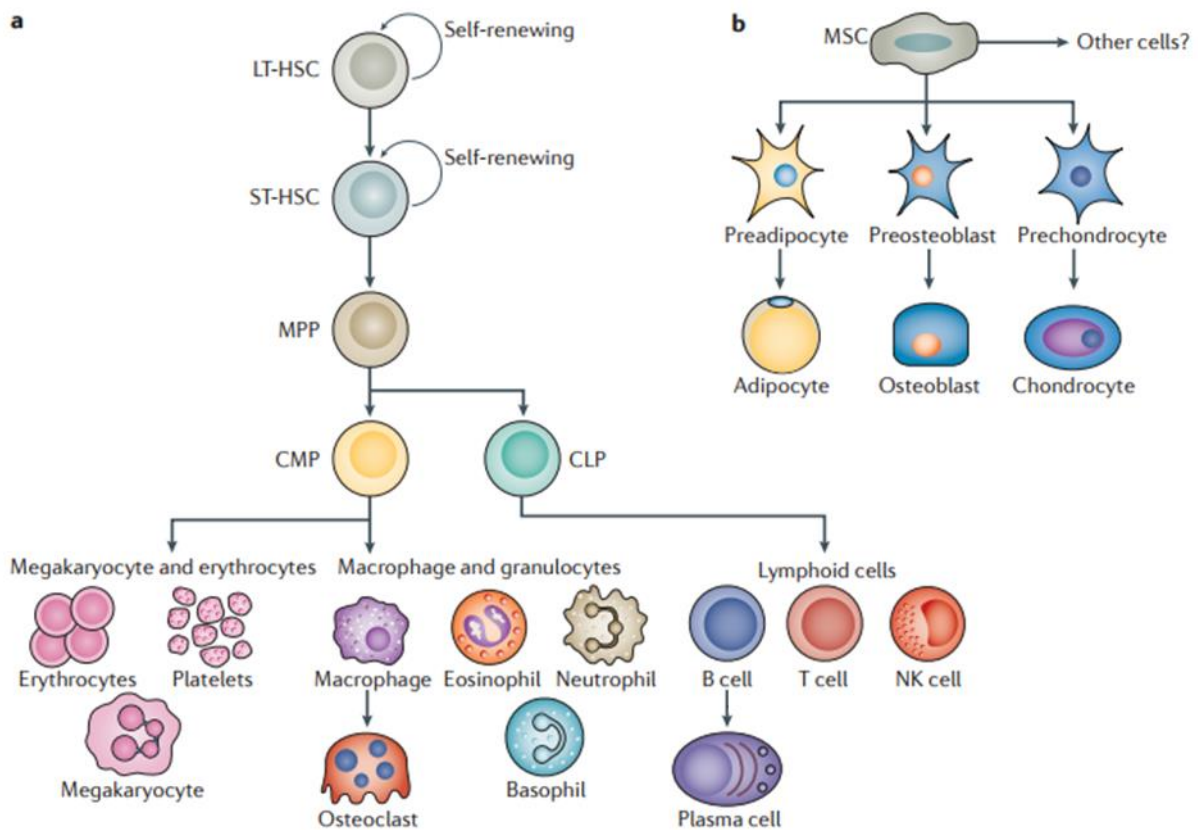 a
Self-renewing
LT-HSC
Self-renewing
ST-HSC
MPP
CMP
CLP
Megakaryocyte and erythrocytes
Macrophage and granulocytes
Lymphoid cells
Erythrocytes
Platelets
Macrophage
Eosinophil
Neutrophil
B cell
T cell
NK cell
Megakaryocyte
Osteoclast
Basophil
Plasma cell
b
MSC
Other cells?
Preadipocyte
Preosteoblast
Prechondrocyte
Adipocyte
Osteoblast
Chondrocyte